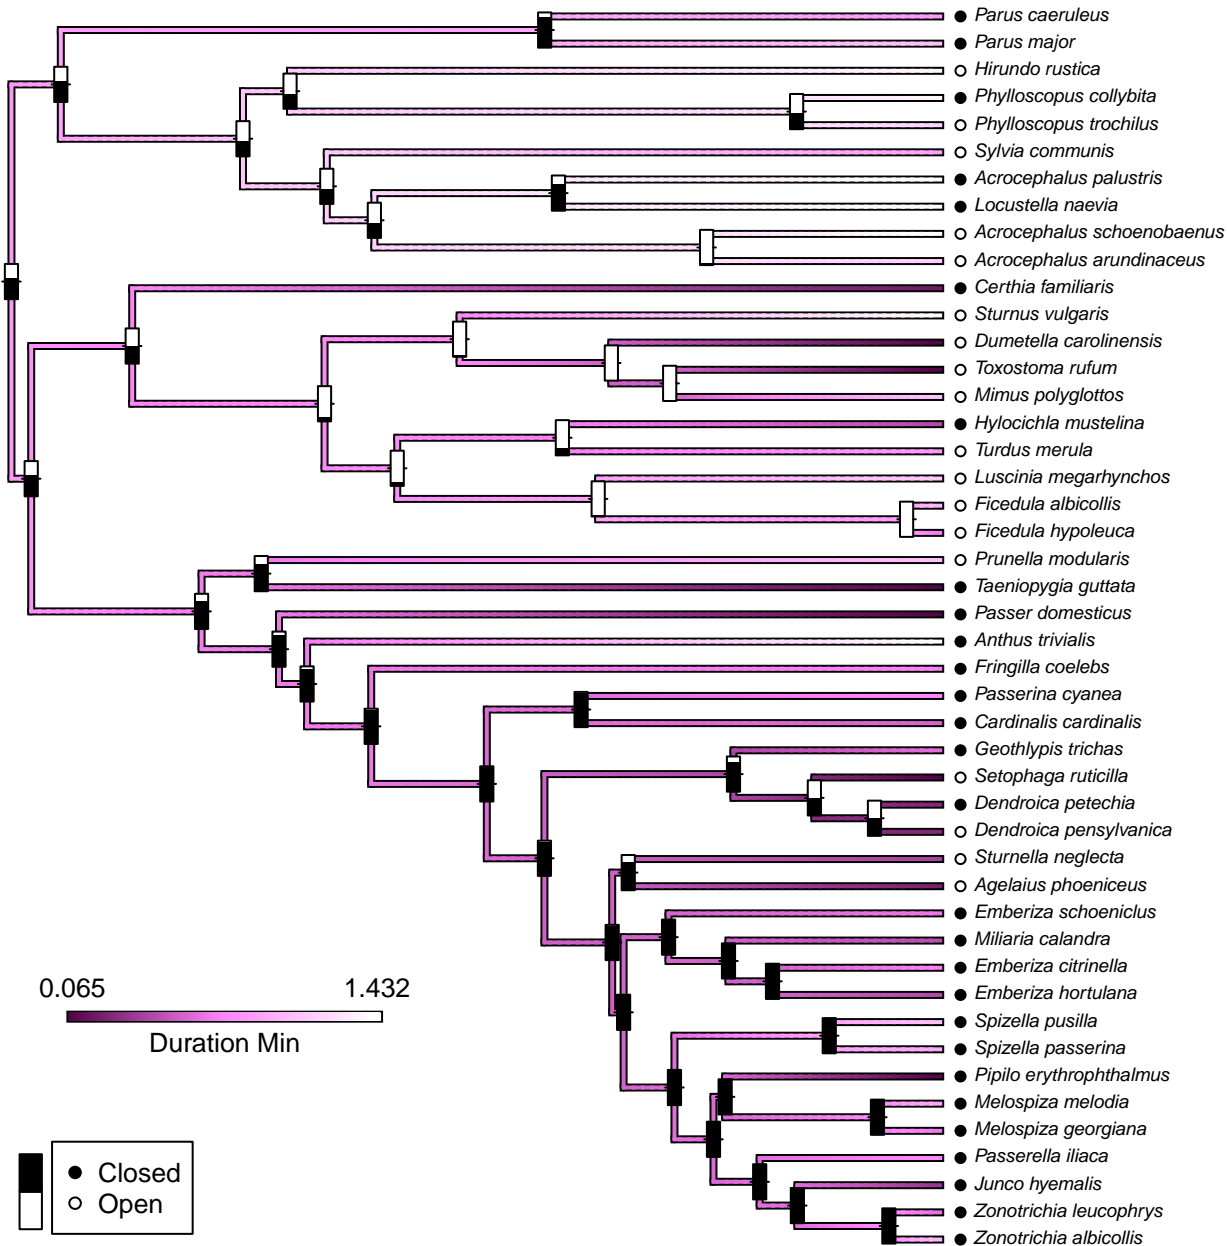 Parus caeruleus
Parus major
Hirundo rustica
Phylloscopus collybita
Phylloscopus trochilus
Sylvia communis
Acrocephalus palustris
Locustella naevia
Acrocephalus schoenobaenus
Acrocephalus arundinaceus
Certhia familiaris
Sturnus vulgaris
Dumetella carolinensis
Toxostoma rufum
Mimus polyglottos
Hylocichla mustelina
Turdus merula
Luscinia megarhynchos
Ficedula albicollis
Ficedula hypoleuca
Prunella modularis
Taeniopygia guttata
Passer domesticus
Anthus trivialis
Fringilla coelebs
Passerina cyanea
Cardinalis cardinalis
Geothlypis trichas
Setophaga ruticilla
Dendroica petechia
Dendroica pensylvanica
Sturnella neglecta
Agelaius phoeniceus
Emberiza schoeniclus
Miliaria calandra
Emberiza citrinella
Emberiza hortulana
Spizella pusilla
Spizella passerina
Pipilo erythrophthalmus
Melospiza melodia
Melospiza georgiana
Passerella iliaca
Junco hyemalis
Zonotrichia leucophrys
Zonotrichia albicollis
0.065 1.432
Duration Min
Closed
Open